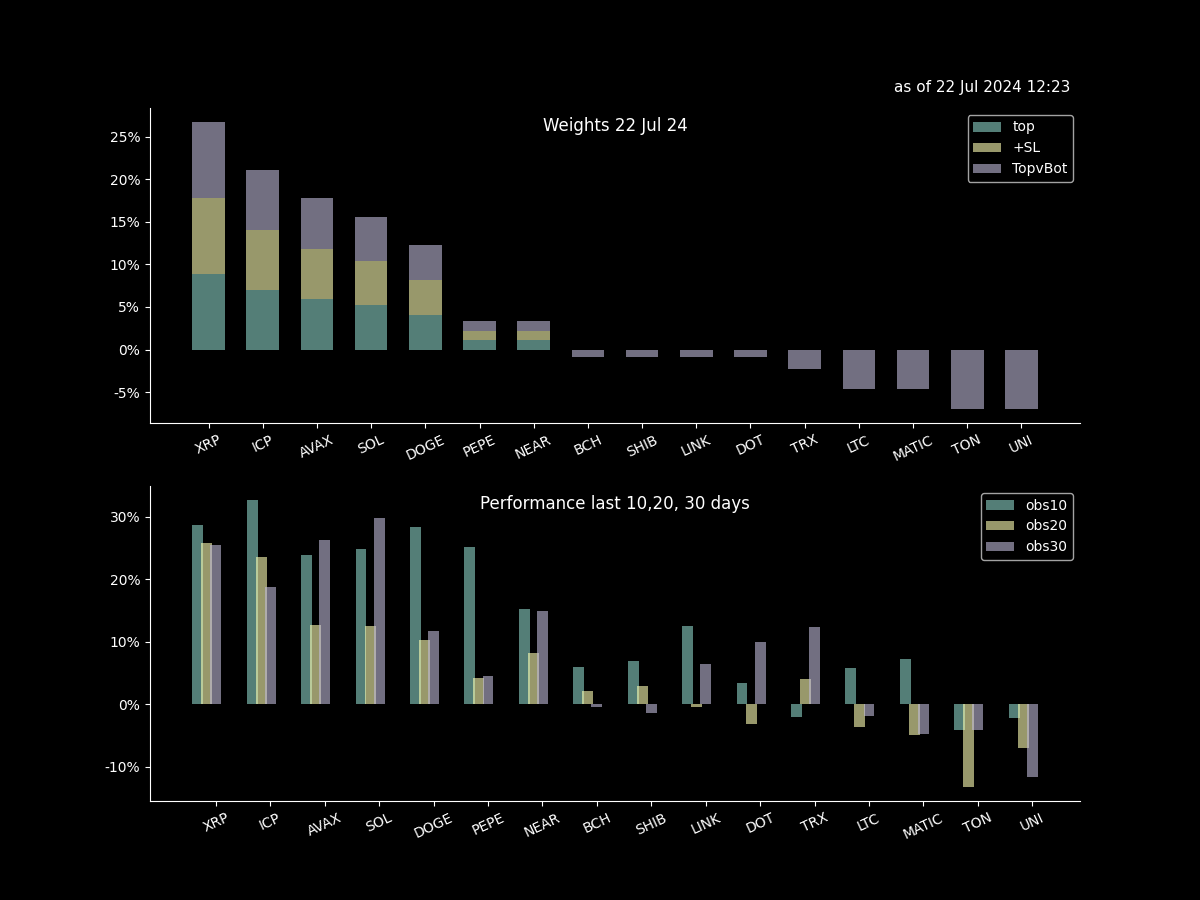 as of 22 Jul 2024 12:23
Weights 22 Jul 24
top
+SL
TopvBot
25%
20%
15%
10%
5%
0%
-5%
XRP ICP AVAX SOL DOGE PEPE NEAR BCH SHIB LINK DOT TRX LTC MATIC TON UNI
Performance last 10,20, 30 days
obs10
obs20
obs30
30%
20%
10%
0%
-10%
XRP ICP AVAX SOL DOGE PEPE NEAR BCH SHIB LINK DOT TRX LTC MATIC TON UNI